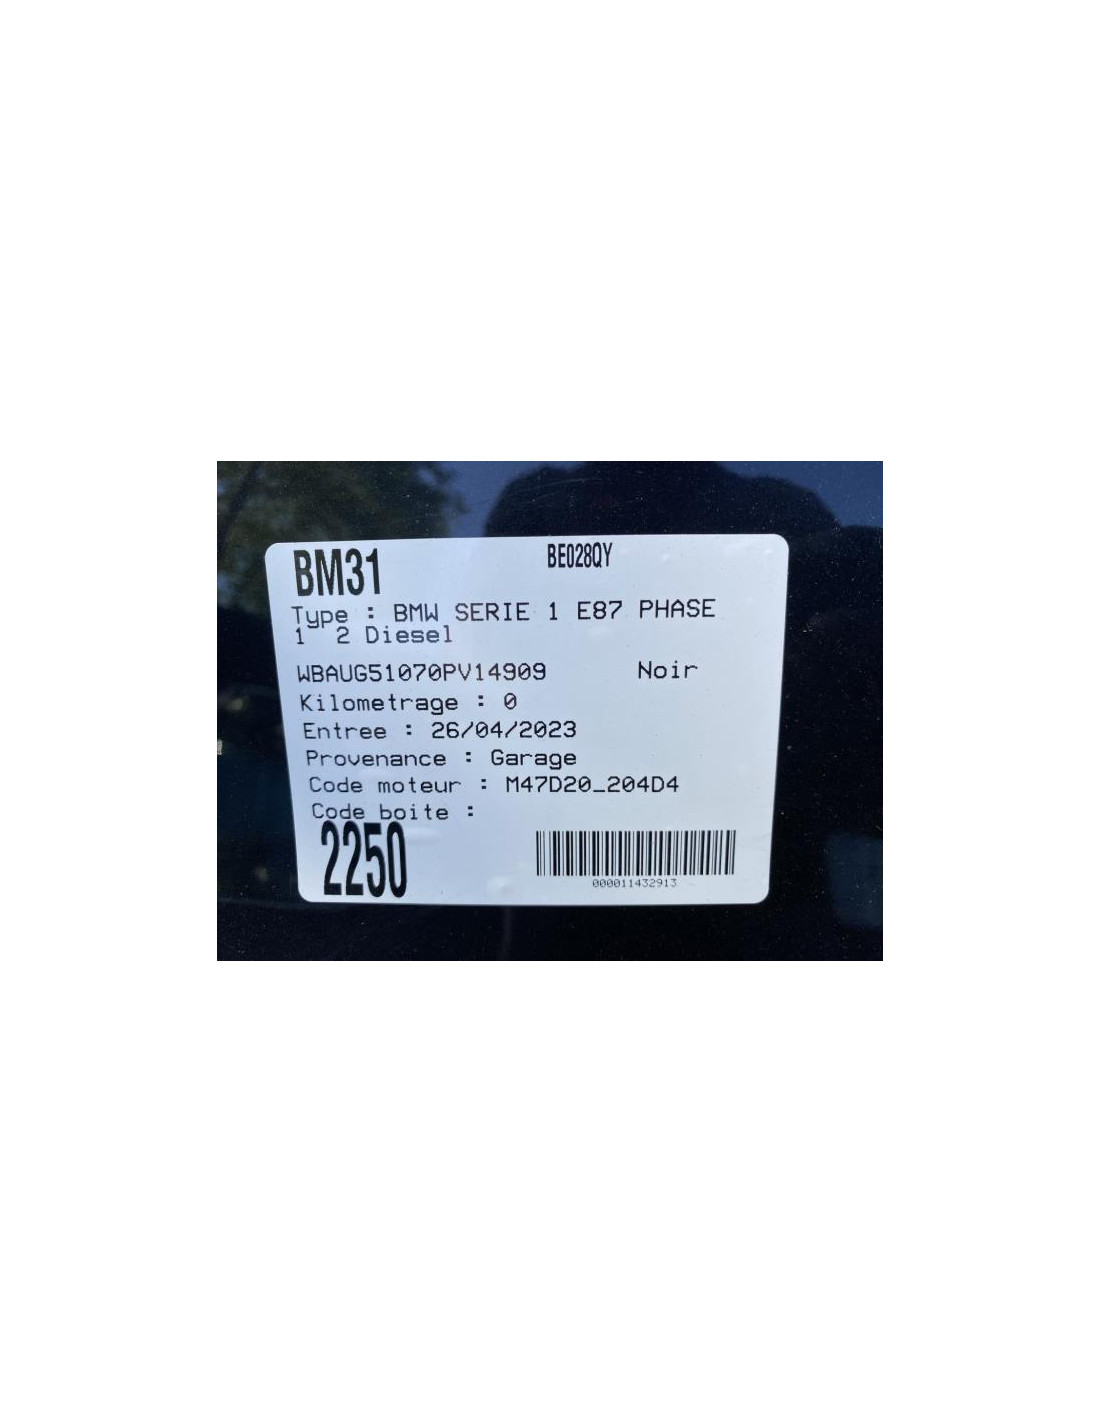 BM31 BE028QY
Type : BMW SERIE 1 E87 PHASE
1 2 Diesel
WBAUG51070PV14909 Noir
Kilometrage : 0
Entree : 26/04/2023
Provenance : Garage
Code moteur : M47D20_204D4
Code boite :
2250
000011432913